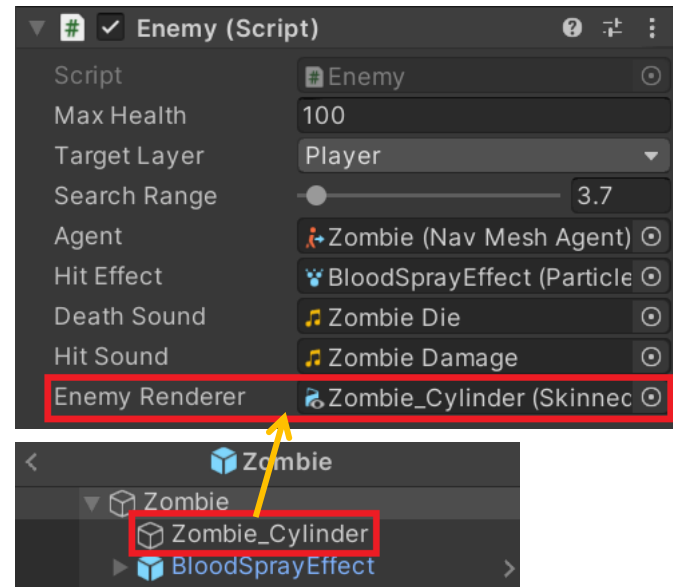 Enemy (Script)
Script Enemy
Max Health 100
Target Layer Player
Search Range 3.7
Agent Zombie (Nav Mesh Agent)
Hit Effect BloodSprayEffect (Particle
Death Sound Zombie Die
Hit Sound Zombie Damage
Enemy Renderer Zombie_Cylinder (Skinned
Zombie
Zombie
Zombie_Cylinder
BloodSprayEffect